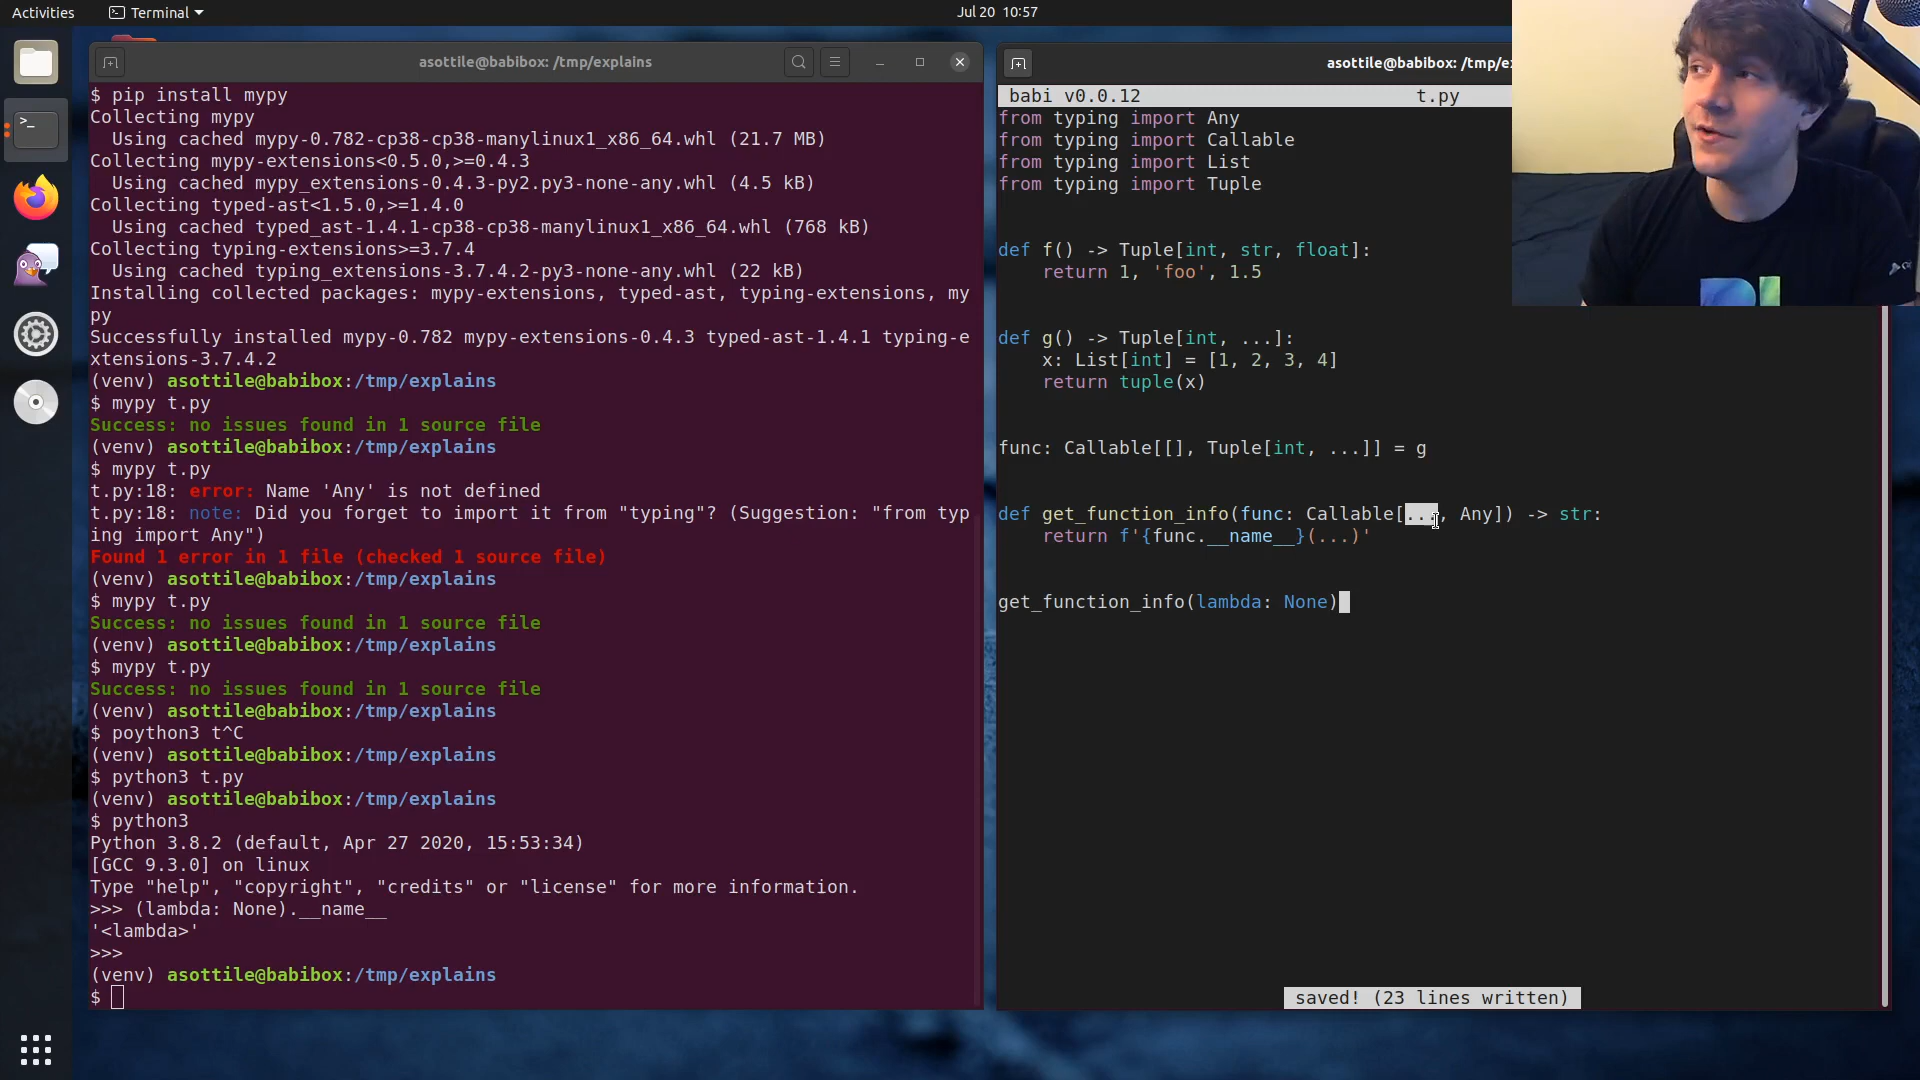 Activities
Terminal
Jul 20 10:57
asottile@babibox: /tmp/explains
$ pip install mypy
Collecting mypy
Using cached mypy-0.782-cp38-cp38-manylinux1_x86_64.whl (21.7 MB)
Collecting mypy-extensions<0.5.0,>=0.4.3
Using cached mypy_extensions-0.4.3-py2.py3-none-any.whl (4.5 kB)
Collecting typed-ast<1.5.0,>=1.4.0
Using cached typed_ast-1.4.1-cp38-cp38-manylinux1_x86_64.whl (768 kB)
Collecting typing-extensions>=3.7.4
Using cached typing_extensions-3.7.4.2-py3-none-any.whl (22 kB)
Installing collected packages: mypy-extensions, typed-ast, typing-extensions, my
py
Successfully installed mypy-0.782 mypy-extensions-0.4.3 typed-ast-1.4.1 typing-e
xtensions-3.7.4.2
(venv) asottile@babibox:/tmp/explains
$ mypy t.py
Success: no issues found in 1 source file
(venv) asottile@babibox:/tmp/explains
$ mypy t.py
t.py:18: error: Name 'Any' is not defined
t.py:18: note: Did you forget to import it from "typing"? (Suggestion: "from typ
ing import Any")
Found 1 error in 1 file (checked 1 source file)
(venv) asottile@babibox:/tmp/explains
$ mypy t.py
Success: no issues found in 1 source file
(venv) asottile@babibox:/tmp/explains
$ mypy t.py
Success: no issues found in 1 source file
(venv) asottile@babibox:/tmp/explains
$ poython3 t^C
(venv) asottile@babibox:/tmp/explains
$ python3 t.py
(venv) asottile@babibox:/tmp/explains
$ python3
Python 3.8.2 (default, Apr 27 2020, 15:53:34)
[GCC 9.3.0] on linux
Type "help", "copyright", "credits" or "license" for more information.
>>> (lambda: None).__name__
'<lambda>'
>>>
(venv) asottile@babibox:/tmp/explains
$
asottile@babibox: /tmp/e
babi v0.0.12 t.py
from typing import Any
from typing import Callable
from typing import List
from typing import Tuple
def f() -> Tuple[int, str, float]:
return 1, 'foo', 1.5
def g() -> Tuple[int, ...]:
x: List[int] = [1, 2, 3, 4]
return tuple(x)
func: Callable[[], Tuple[int, ...]] = g
def get_function_info(func: Callable[..., Any]) -> str:
return f'{func.__name__}(...)'
get_function_info(lambda: None)
saved! (23 lines written)